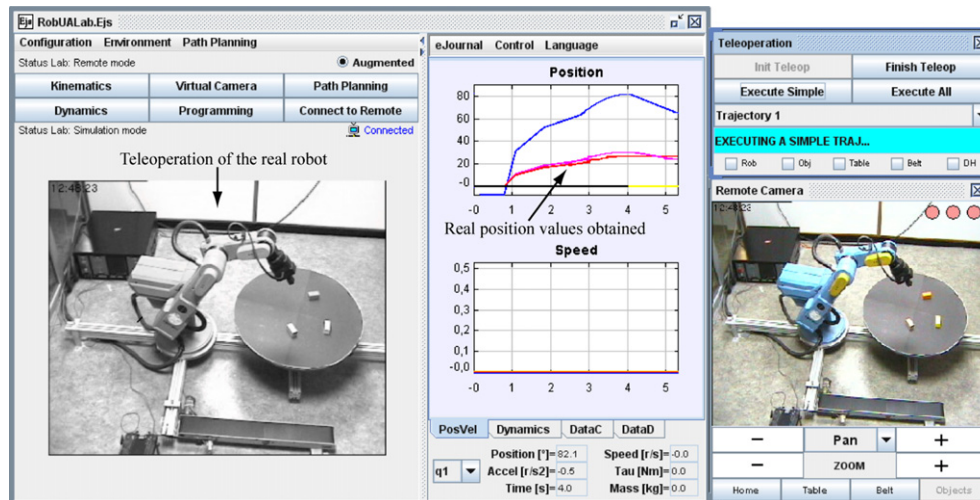 RobUALab.Ejs
Configuration Environment Path Planning
Status Lab: Remote mode Augmented
Kinematics Virtual Camera Path Planning
Dynamics Programming Connect to Remote
Status Lab: Simulation mode Connected
Teleoperation of the real robot
12:48:23
eJournal Control Language
Position
80
60
40
20
-0
-0 1 2 3 4 5
Real position values obtained
Speed
0,5
0,4
0,3
0,2
0,1
-0,0
-0 1 2 3 4 5
PosVel Dynamics DataC DataD
Position [°]= 82.1 Speed [r/s]= -0.0
q1 Accel [r/s2]= -0.5 Tau [Nm]= 0.0
Time [s]= 4.0 Mass [kg]= 0.0
Teleoperation
Init Teleop Finish Teleop
Execute Simple Execute All
Trajectory 1
EXECUTING A SIMPLE TRAJ...
Rob Obj Table Belt DH
Remote Camera
12:48:23
− Pan +
− ZOOM +
Home Table Belt Objects